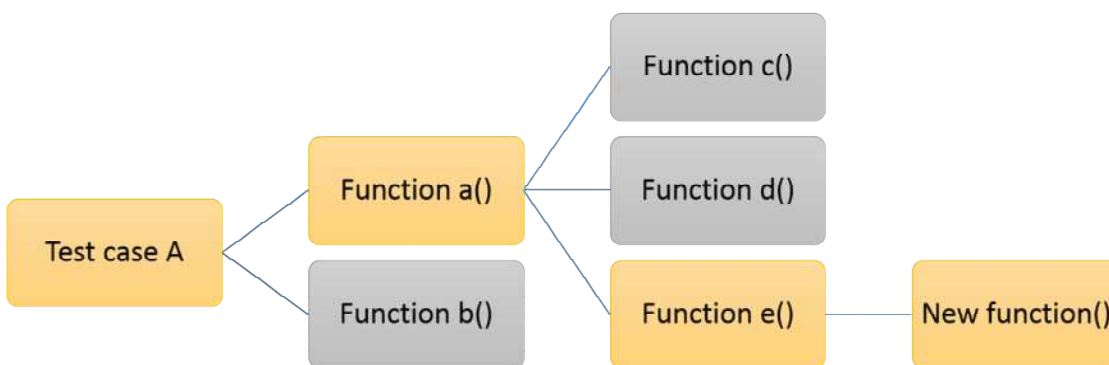 Function c()
Function a()
Function d()
Test case A
Function b()
Function e()
New function()